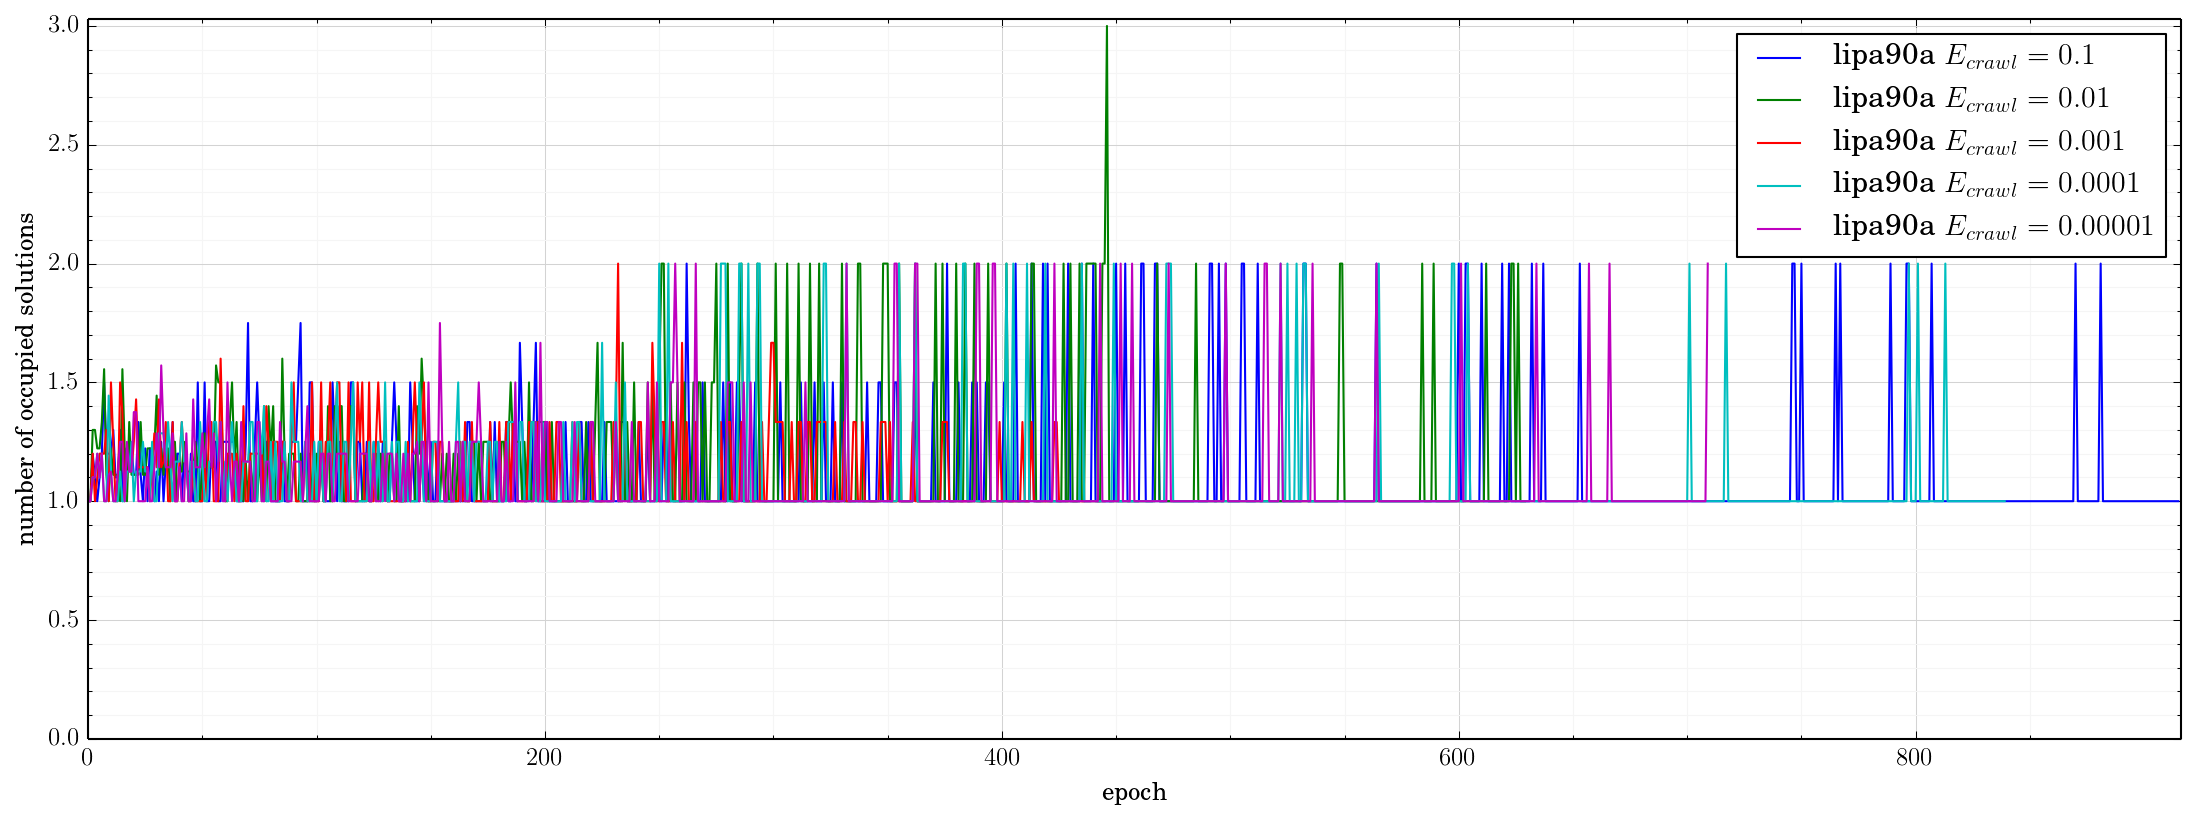 3.0
2.5
2.0
1.5
1.0
0.5
0.0
number of occupied solutions
lipa90a E_crawl = 0.1
lipa90a E_crawl = 0.01
lipa90a E_crawl = 0.001
lipa90a E_crawl = 0.0001
lipa90a E_crawl = 0.00001
0 200 400 600 800
epoch